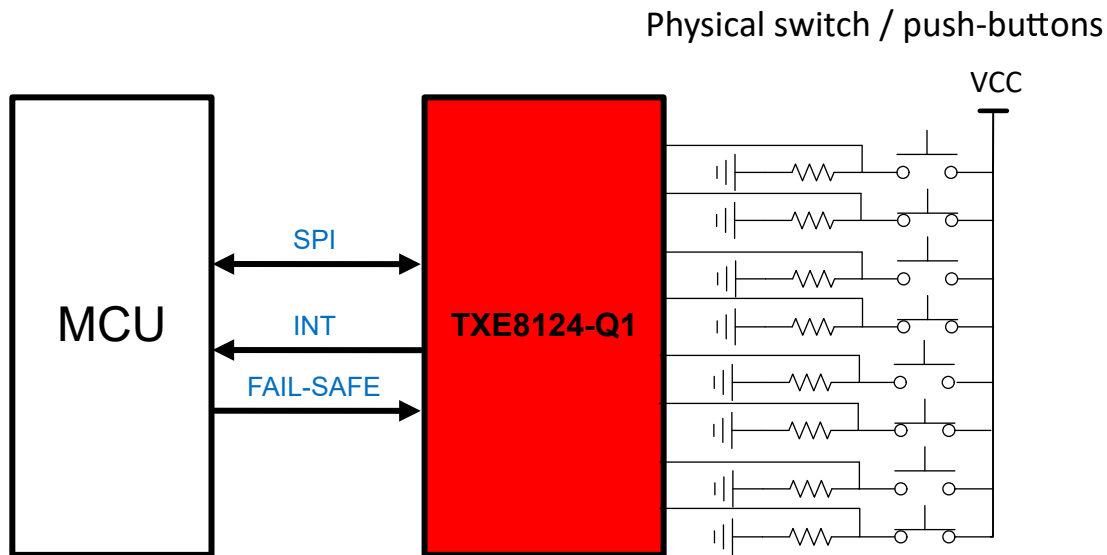 Physical switch / push-buttons
VCC
SPI
MCU
INT
TXE8124-Q1
FAIL-SAFE